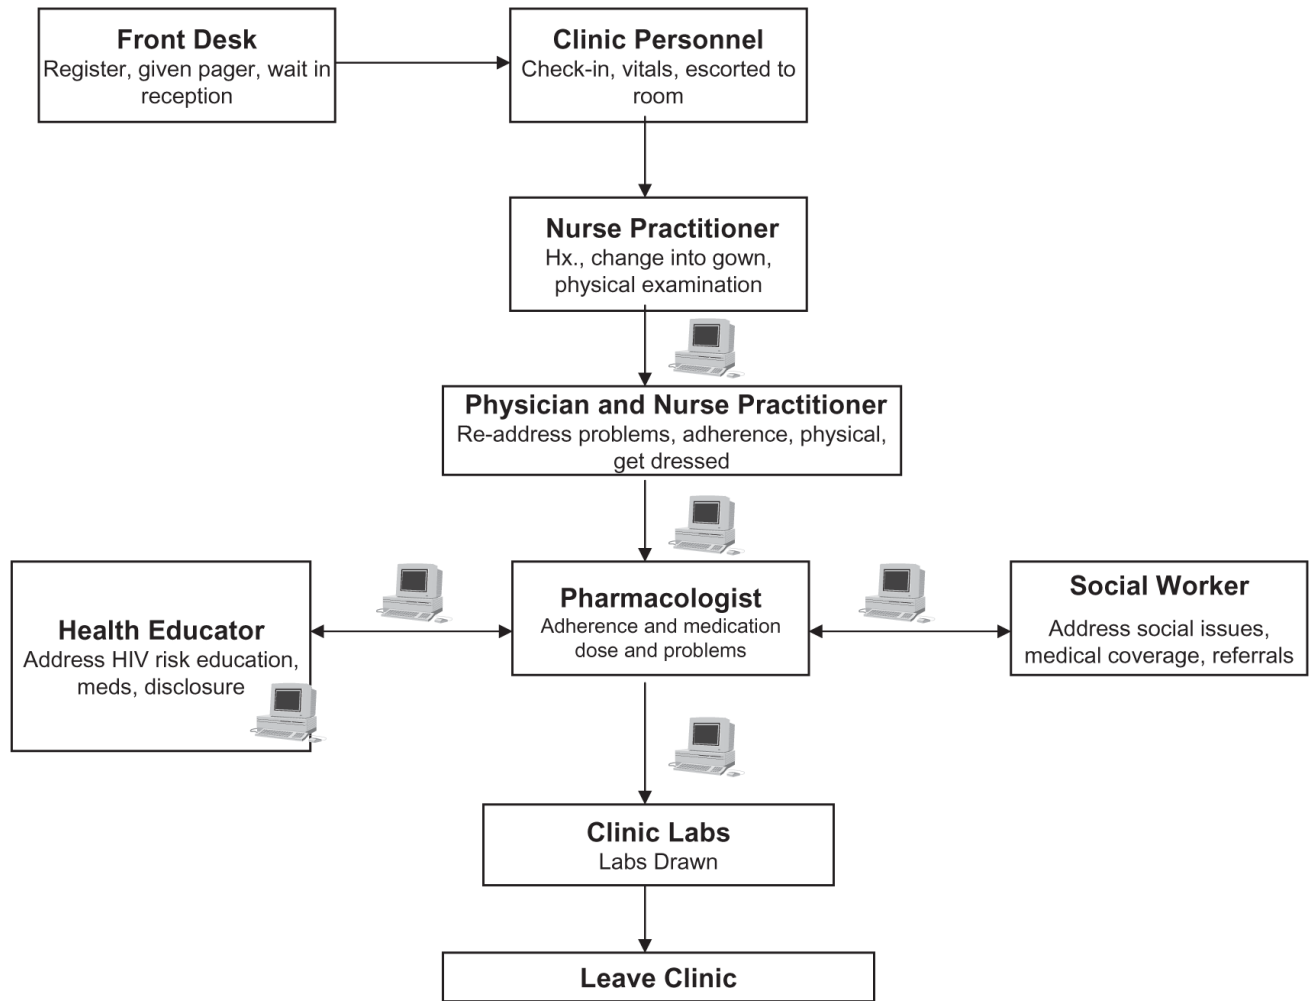 Front Desk
Register, given pager, wait in
reception
Clinic Personnel
Check-in, vitals, escorted to
room
Nurse Practitioner
Hx., change into gown,
physical examination
Physician and Nurse Practitioner
Re-address problems, adherence, physical,
get dressed
Health Educator
Address HIV risk education,
meds, disclosure
Pharmacologist
Adherence and medication
dose and problems
Social Worker
Address social issues,
medical coverage, referrals
Clinic Labs
Labs Drawn
Leave Clinic